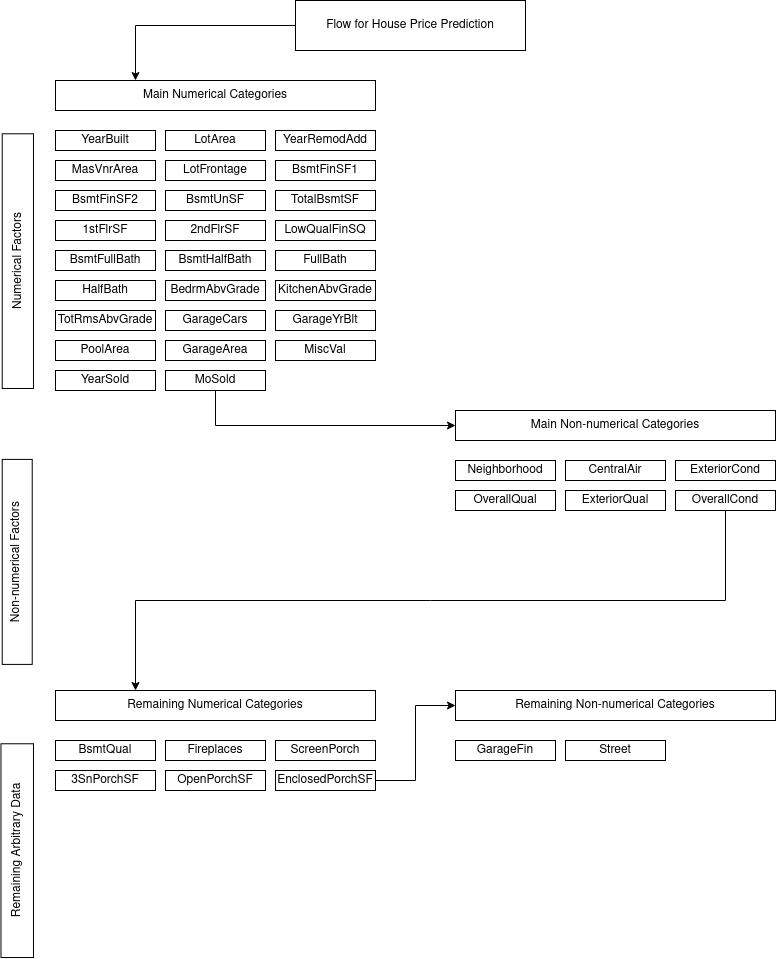 Flow for House Price Prediction
Main Numerical Categories
Numerical Factors
YearBuilt
LotArea
YearRemodAdd
MasVnrArea
LotFrontage
BsmtFinSF1
BsmtFinSF2
BsmtUnSF
TotalBsmtSF
1stFlrSF
2ndFlrSF
LowQualFinSQ
BsmtFullBath
BsmtHalfBath
FullBath
HalfBath
BedrmAbvGrade
KitchenAbvGrade
TotRmsAbvGrade
GarageCars
GarageYrBlt
PoolArea
GarageArea
MiscVal
YearSold
MoSold
Main Non-numerical Categories
Non-numerical Factors
Neighborhood
CentralAir
ExteriorCond
OverallQual
ExteriorQual
OverallCond
Remaining Numerical Categories
Remaining Non-numerical Categories
Remaining Arbitrary Data
BsmtQual
Fireplaces
ScreenPorch
GarageFin
Street
3SnPorchSF
OpenPorchSF
EnclosedPorchSF